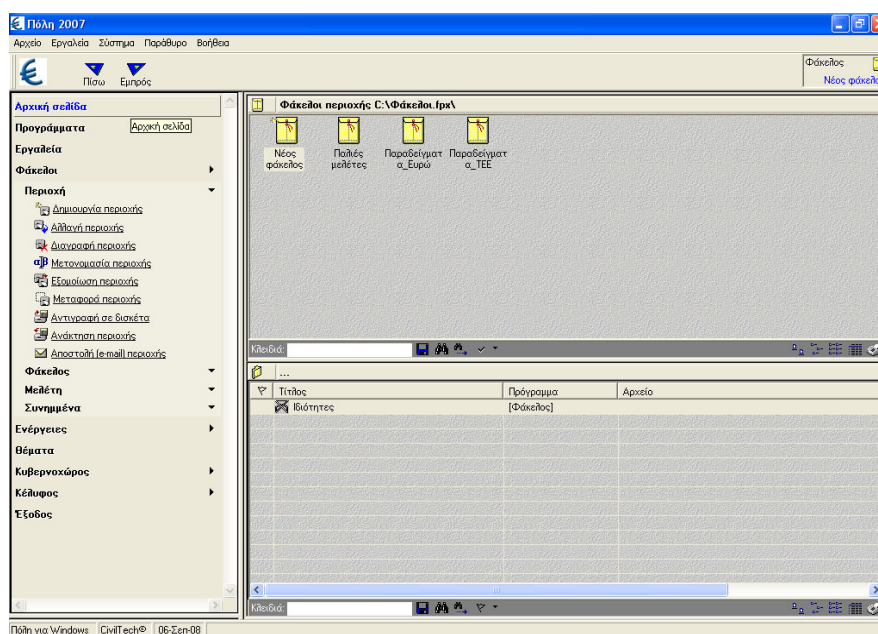 Πόλη 2007
Αρχείο Εργαλεία Σύστημα Παράθυρο Βοήθεια
Πίσω Εμπρός
Φάκελος
Νέος φάκελο
Αρχική σελίδα
Αρχική σελίδα
Προγράμματα
Εργαλεία
Φάκελοι
Περιοχή
Δημιουργία περιοχής
Αλλαγή περιοχής
Διαγραφή περιοχής
Μετονομασία περιοχής
Εξομοίωση περιοχής
Μεταφορά περιοχής
Αντιγραφή σε δισκέτα
Ανάκτηση περιοχής
Αποστολή (e-mail) περιοχής
Φάκελος
Μελέτη
Συνημμένα
Ενέργειες
Θέματα
Κυβερνοχώρος
Κέλυφος
Έξοδος
Φάκελοι περιοχής C:\Φάκελοι.fpx\
Νέος φάκελος
Παλιές μελέτες
Παραδείγματ α_Ευρώ
Παραδείγματ α_ΤΕΕ
Κλειδιά:
...
Τίτλος Πρόγραμμα Αρχείο
Ιδιότητες [Φάκελος]
Κλειδιά:
Πόλη για Windows CivilTech© 06-Σεπ-08